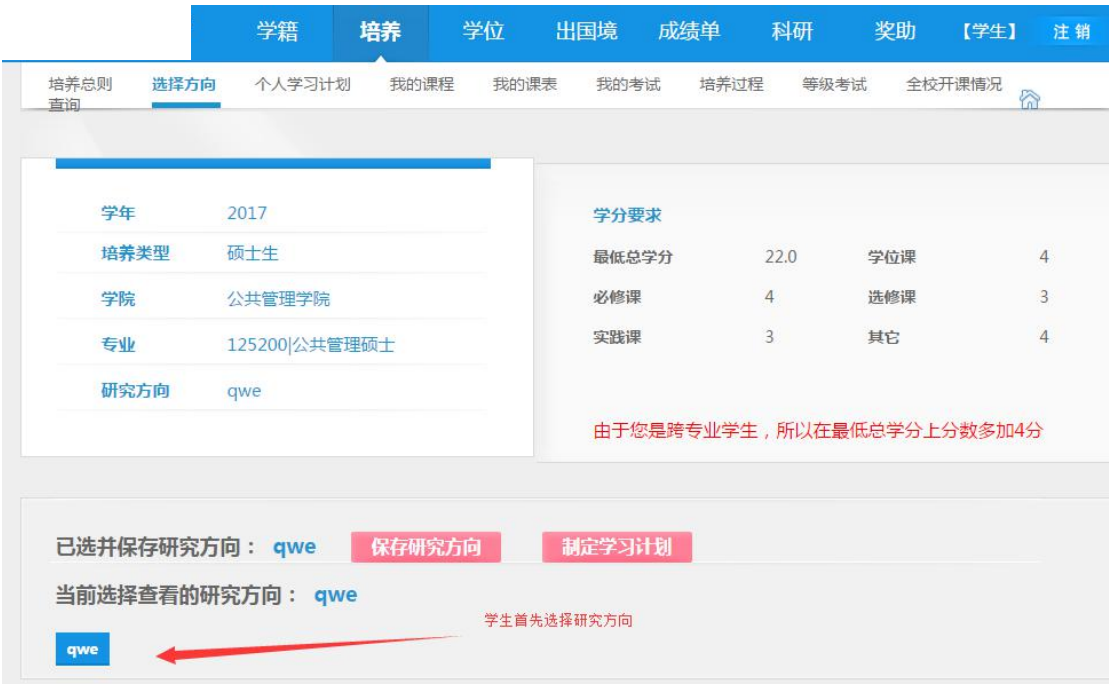 学籍 培养 学位 出国境 成绩单 科研 奖助 【学生】 注 销
培养总则 选择方向 个人学习计划 我的课程 我的课表 我的考试 培养过程 等级考试 全校开课情况
查询
学年 2017
培养类型 硕士生
学院 公共管理学院
专业 125200|公共管理硕士
研究方向 qwe
学分要求
最低总学分 22.0 学位课 4
必修课 4 选修课 3
实践课 3 其它 4
由于您是跨专业学生，所以在最低总学分上分数多加4分
已选并保存研究方向： qwe 保存研究方向 制定学习计划
当前选择查看的研究方向： qwe
学生首先选择研究方向
qwe